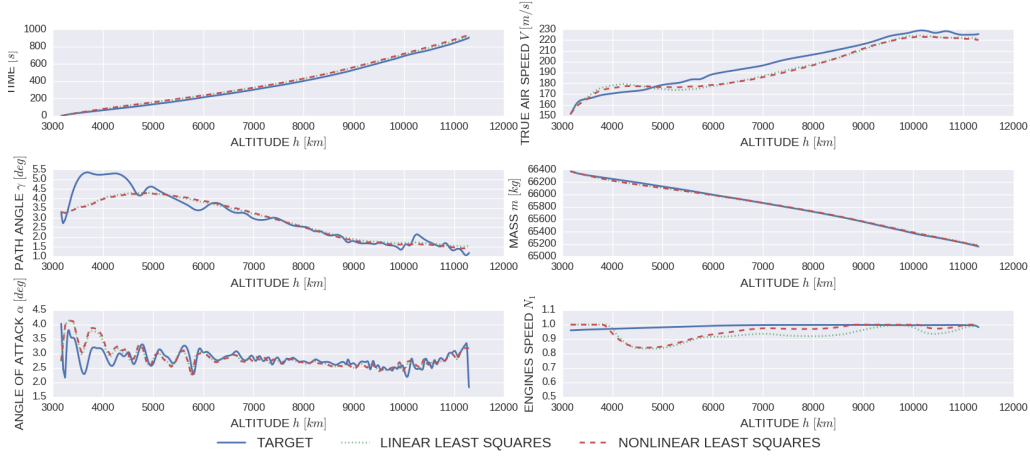 TIME [s]
1000
800
600
400
200
0
3000 4000 5000 6000 7000 8000 9000 10000 11000 12000
ALTITUDE h [km]
TRUE AIR SPEED V [m/s]
230
220
210
200
190
180
170
160
150
3000 4000 5000 6000 7000 8000 9000 10000 11000 12000
ALTITUDE h [km]
PATH ANGLE γ [deg]
5.5
5.0
4.5
4.0
3.5
3.0
2.5
2.0
1.5
1.0
3000 4000 5000 6000 7000 8000 9000 10000 11000 12000
ALTITUDE h [km]
MASS m [kg]
66400
66200
66000
65800
65600
65400
65200
65000
3000 4000 5000 6000 7000 8000 9000 10000 11000 12000
ALTITUDE h [km]
ANGLE OF ATTACK α [deg]
4.5
4.0
3.5
3.0
2.5
2.0
1.5
3000 4000 5000 6000 7000 8000 9000 10000 11000 12000
ALTITUDE h [km]
ENGINES SPEED N₁
1.1
1.0
0.9
0.8
0.7
0.6
0.5
3000 4000 5000 6000 7000 8000 9000 10000 11000 12000
ALTITUDE h [km]
TARGET LINEAR LEAST SQUARES NONLINEAR LEAST SQUARES